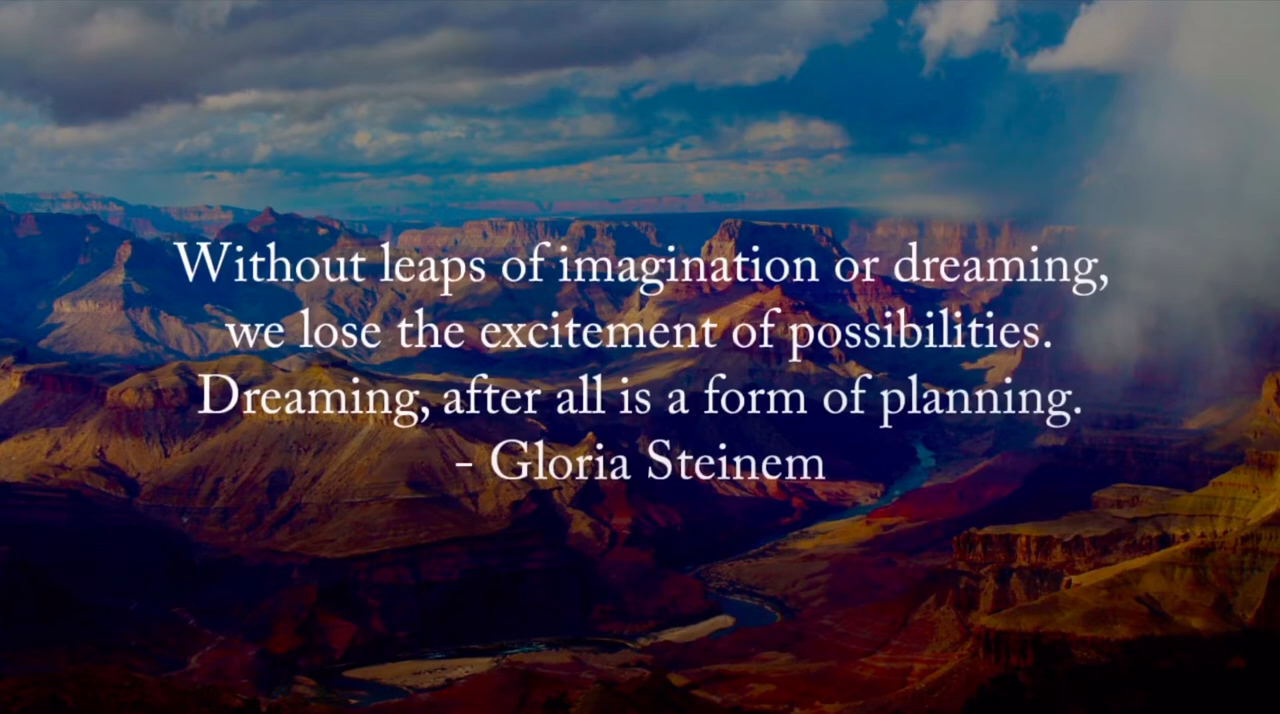 Without leaps of imagination or dreaming,
we lose the excitement of possibilities.
Dreaming, after all is a form of planning.
- Gloria Steinem